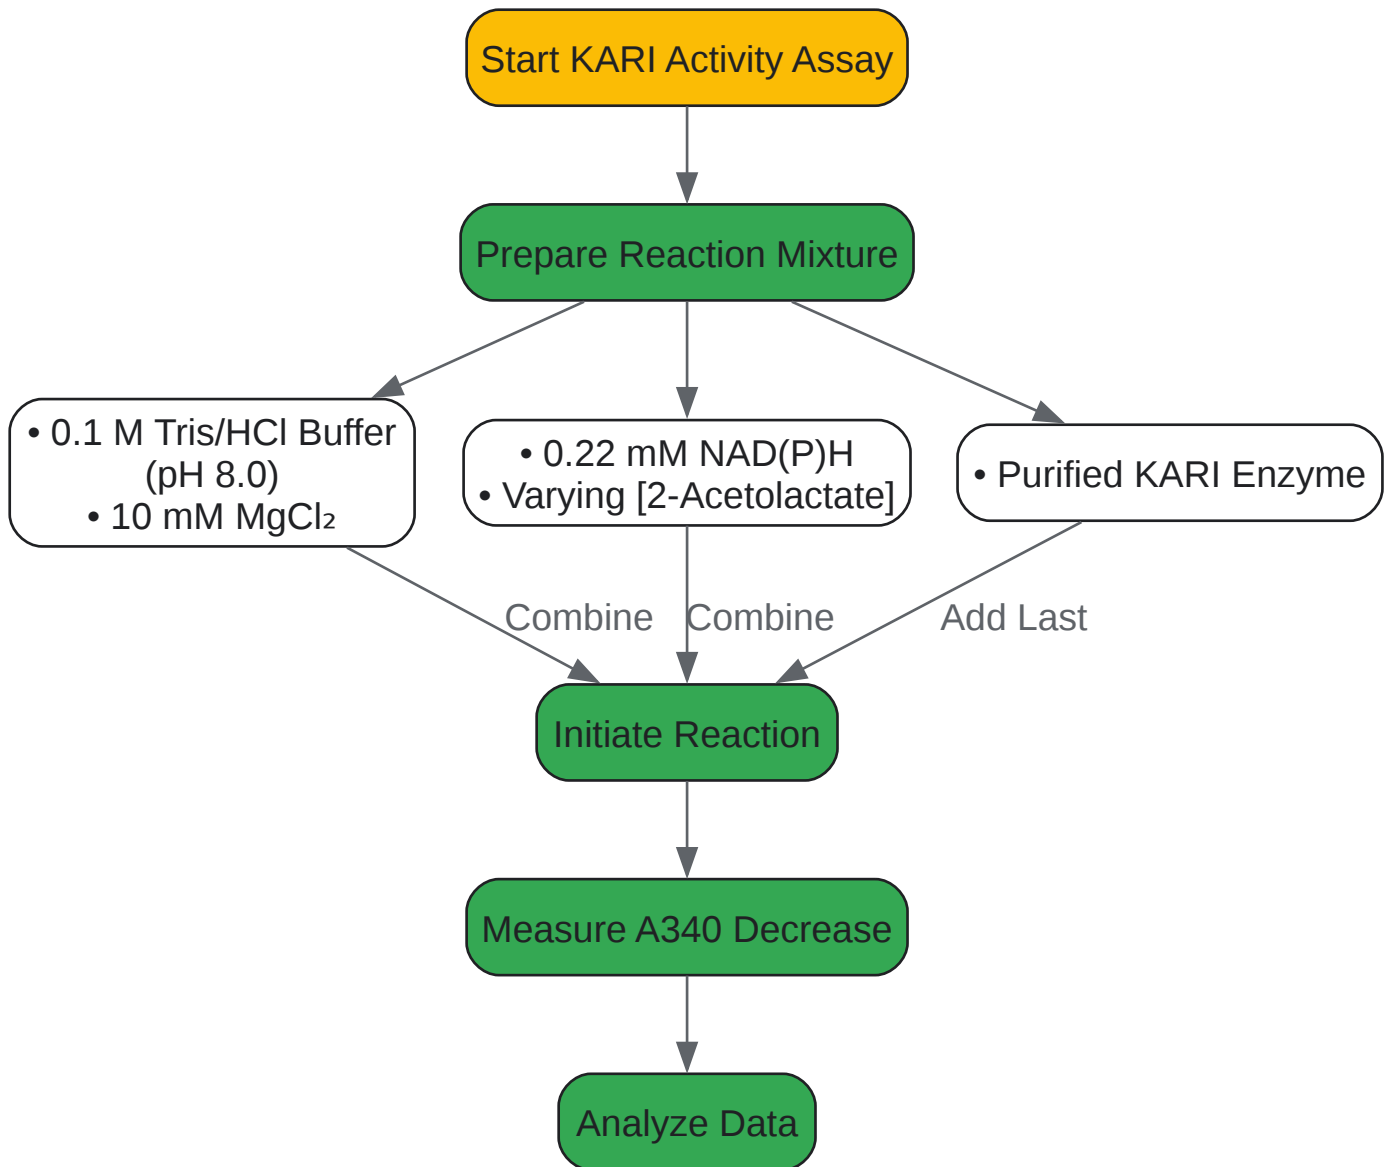 Start KARI Activity Assay
Prepare Reaction Mixture
• 0.1 M Tris/HCl Buffer
(pH 8.0)
• 10 mM MgCl₂
• 0.22 mM NAD(P)H
• Varying [2-Acetolactate]
• Purified KARI Enzyme
Combine
Combine
Add Last
Initiate Reaction
Measure A340 Decrease
Analyze Data